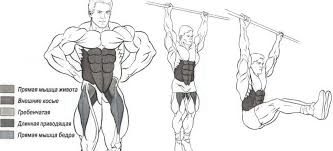 Прямая мышца живота
Внешние косые
Гребенчатая
Длинная приводящая
Прямая мышца бедра